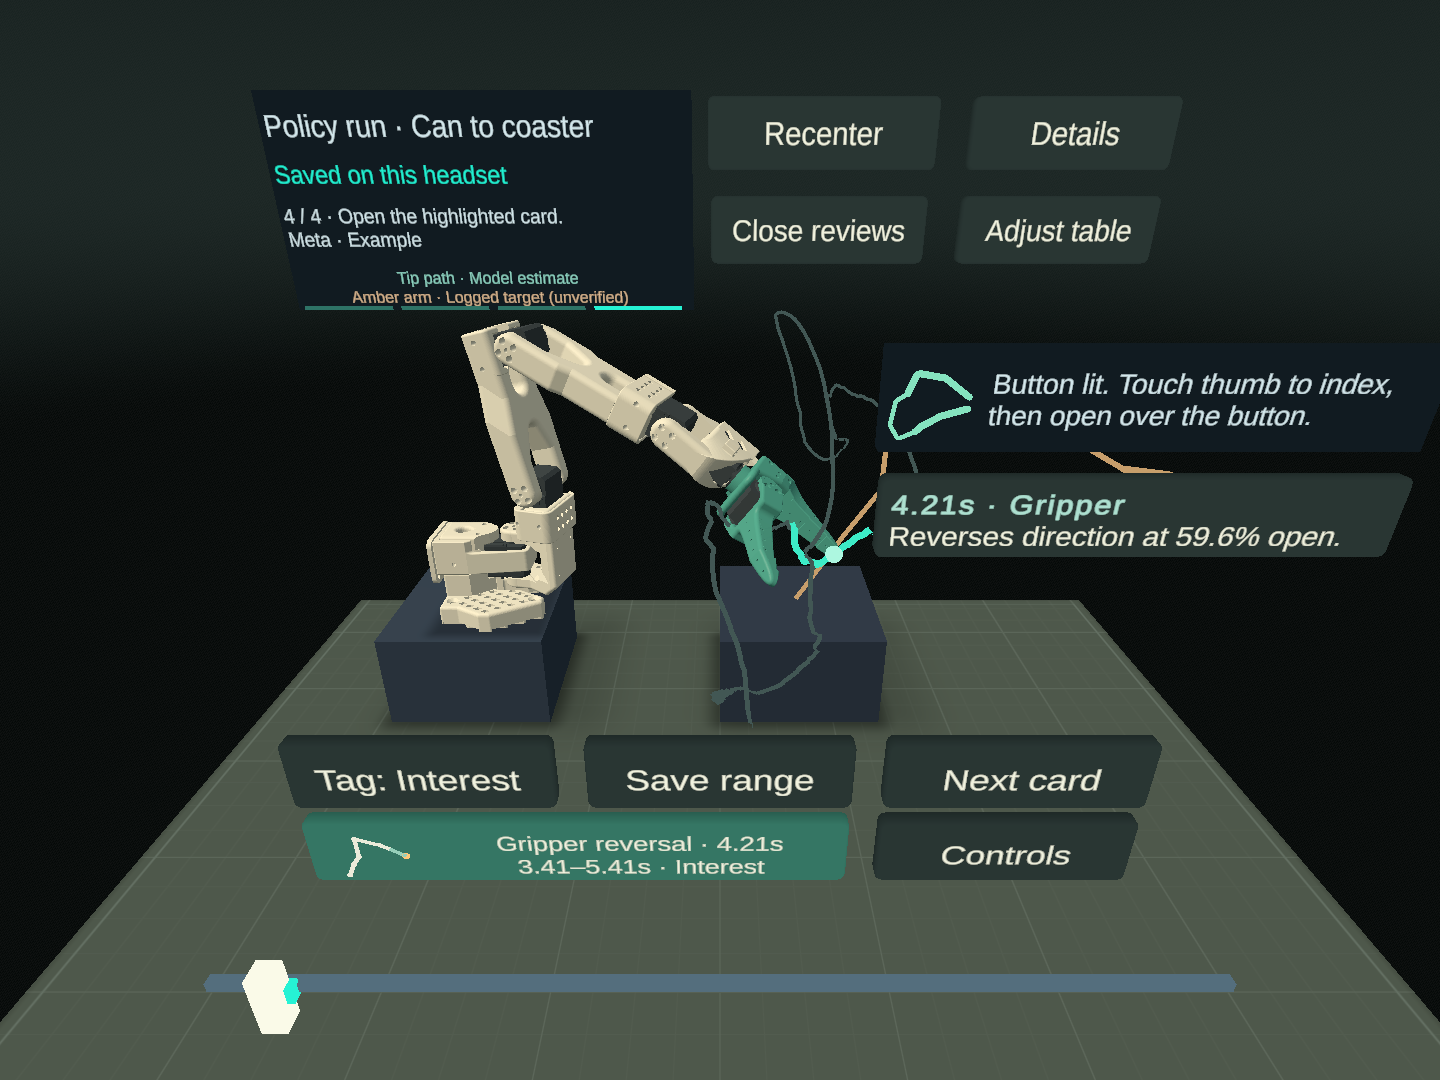 Policy run · Can to coaster
Saved on this headset
4 / 4 · Open the highlighted card.
Meta · Example
Tip path · Model estimate
Amber arm · Logged target (unverified)
Recenter
Details
Close reviews
Adjust table
Button lit. Touch thumb to index,
then open over the button.
4.21s · Gripper
Reverses direction at 59.6% open.
Tag: Interest
Save range
Next card
Gripper reversal · 4.21s
3.41–5.41s · Interest
Controls